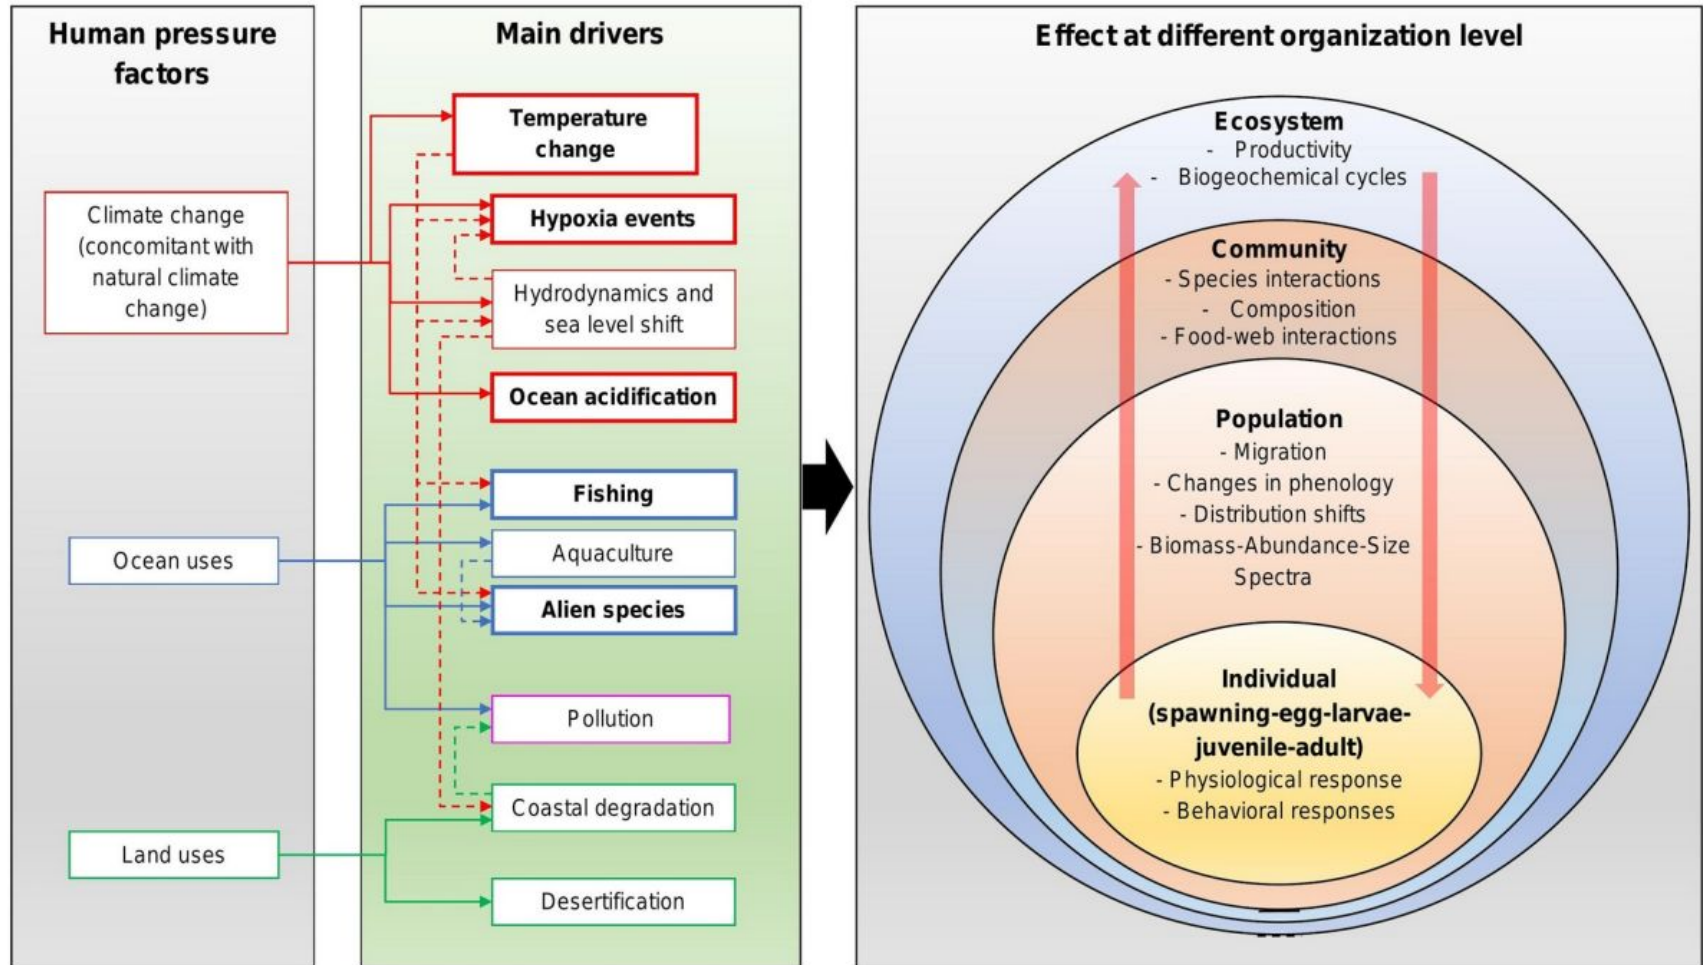 Human pressure
factors
Climate change
(concomitant with
natural climate
change)
Ocean uses
Land uses
Main drivers
Temperature
change
Hypoxia events
Hydrodynamics and
sea level shift
Ocean acidification
Fishing
Aquaculture
Alien species
Pollution
Coastal degradation
Desertification
Effect at different organization level
Ecosystem
- Productivity
- Biogeochemical cycles
Community
- Species interactions
- Composition
- Food-web interactions
Population
- Migration
- Changes in phenology
- Distribution shifts
- Biomass-Abundance-Size
Spectra
Individual
(spawning-egg-larvae-
juvenile-adult)
- Physiological response
- Behavioral responses